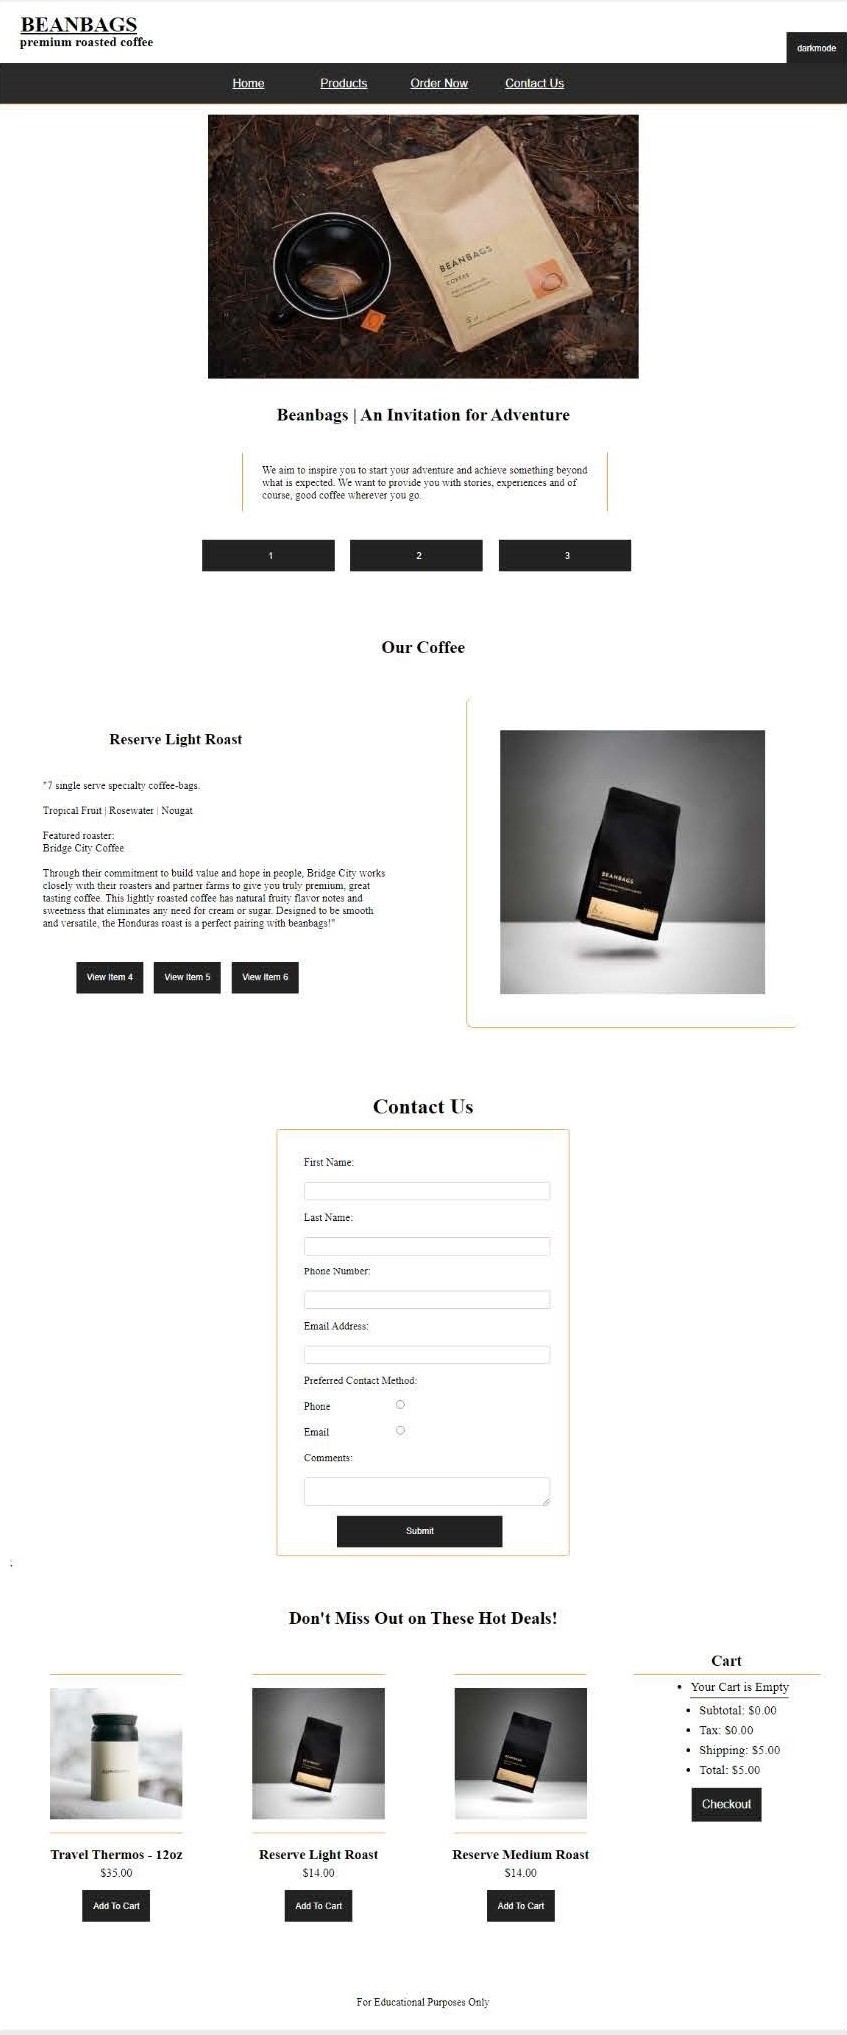 BEANBAGS
premium roasted coffee
darkmode
Home Products Order Now Contact Us
BEANBAGS
COFFEE
Beanbags | An Invitation for Adventure
We aim to inspire you to start your adventure and achieve something beyond
what is expected. We want to provide you with stories, experiences and of
course, good coffee wherever you go.
1 2 3
Our Coffee
Reserve Light Roast
"7 single serve specialty coffee-bags.
Tropical Fruit | Rosewater | Nougat
Featured roaster:
Bridge City Coffee
Through their commitment to build value and hope in people, Bridge City works
closely with their roasters and partner farms to give you truly premium, great
tasting coffee. This lightly roasted coffee has natural fruity flavor notes and
sweetness that eliminates any need for cream or sugar. Designed to be smooth
and versatile, the Honduras roast is a perfect pairing with beanbags!"
View Item 4 View Item 5 View Item 6
BEANBAGS
Contact Us
First Name:
Last Name:
Phone Number:
Email Address:
Preferred Contact Method:
Phone
Email
Comments:
Submit
;
Don't Miss Out on These Hot Deals!
Cart
Your Cart is Empty
Subtotal: $0.00
Tax: $0.00
Shipping: $5.00
Total: $5.00
Checkout
BEANBAGS
BEANBAGS
Travel Thermos - 12oz
$35.00
Add To Cart
Reserve Light Roast
$14.00
Add To Cart
Reserve Medium Roast
$14.00
Add To Cart
For Educational Purposes Only